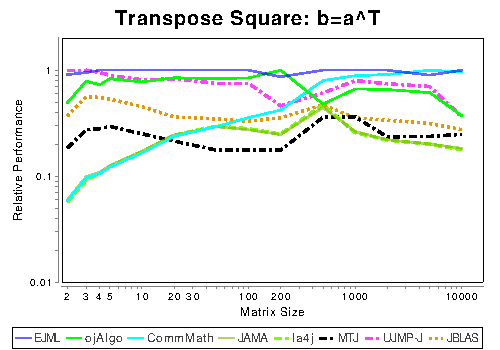 Transpose Square: b=a^T
Relative Performance
1
0.1
0.01
2 3 4 5 10 20 30 100 200 1000 10000
Matrix Size
EJML ojAlgo CommMath JAMA la4j MTJ UJMP-J JBLAS